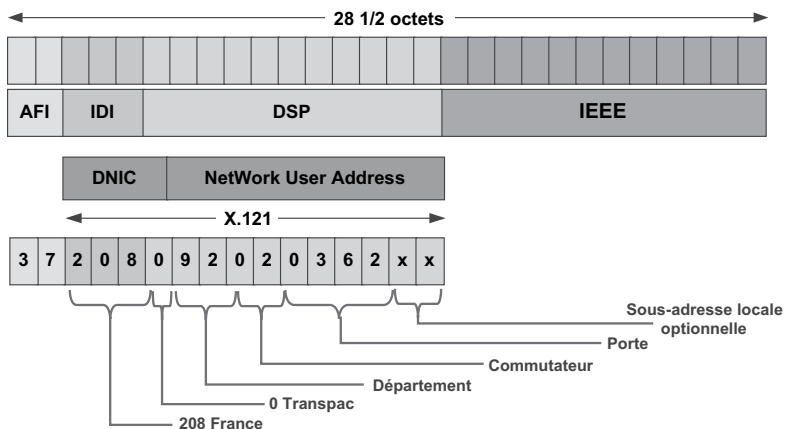 28 1/2 octets
AFI IDI DSP IEEE
DNIC NetWork User Address
X.121
3 7 2 0 8 0 9 2 0 2 0 3 6 2 x x
Sous-adresse locale
optionnelle
Porte
Commutateur
Département
0 Transpac
208 France